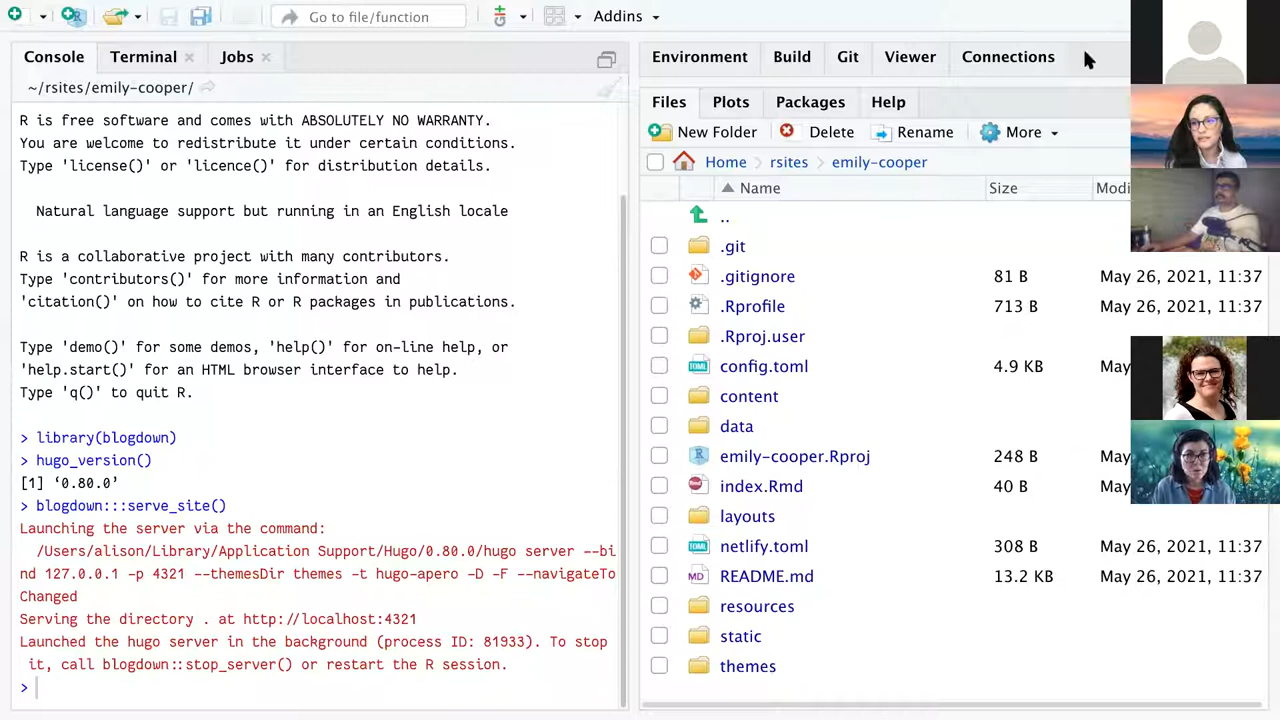 Go to file/function
Addins
Console
Terminal
Jobs
~/rsites/emily-cooper/
R is free software and comes with ABSOLUTELY NO WARRANTY.
You are welcome to redistribute it under certain conditions.
Type 'license()' or 'licence()' for distribution details.
Natural language support but running in an English locale
R is a collaborative project with many contributors.
Type 'contributors()' for more information and
'citation()' on how to cite R or R packages in publications.
Type 'demo()' for some demos, 'help()' for on-line help, or
'help.start()' for an HTML browser interface to help.
Type 'q()' to quit R.
> library(blogdown)
> hugo_version()
[1] ‘0.80.0’
> blogdown:::serve_site()
Launching the server via the command:
/Users/alison/Library/Application Support/Hugo/0.80.0/hugo server --bi
nd 127.0.0.1 -p 4321 --themesDir themes -t hugo-apero -D -F --navigateTo
Changed
Serving the directory . at http://localhost:4321
Launched the hugo server in the background (process ID: 81933). To stop
it, call blogdown::stop_server() or restart the R session.
>
Environment
Build
Git
Viewer
Connections
Files
Plots
Packages
Help
New Folder
Delete
Rename
More
Home
rsites
emily-cooper
Name
Size
Modi
..
.git
.gitignore 81 B May 26, 2021, 11:37
.Rprofile 713 B May 26, 2021, 11:37
.Rproj.user
TOML config.toml 4.9 KB May
content
data
emily-cooper.Rproj 248 B May
index.Rmd 40 B May
layouts
TOML netlify.toml 308 B May 26, 2021, 11:37
MD README.md 13.2 KB May 26, 2021, 11:37
resources
static
themes